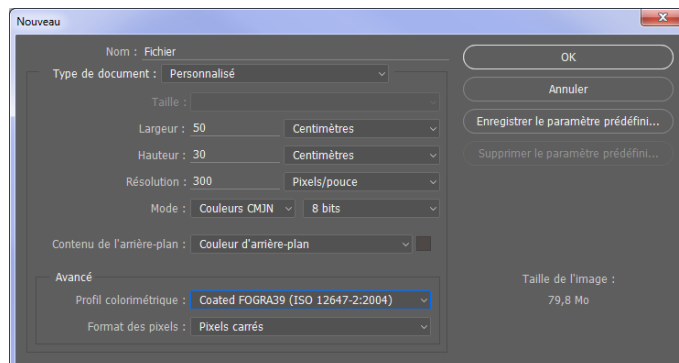 Nouveau
Nom : Fichier
OK
Type de document : Personnalisé
Annuler
Taille :
Largeur : 50 Centimètres
Enregistrer le paramètre prédéfini...
Hauteur : 30 Centimètres
Supprimer le paramètre prédéfini...
Résolution : 300 Pixels/pouce
Mode : Couleurs CMJN 8 bits
Contenu de l'arrière-plan : Couleur d'arrière-plan
Avancé
Taille de l'image :
Profil colorimétrique : Coated FOGRA39 (ISO 12647-2:2004)
79,8 Mo
Format des pixels : Pixels carrés